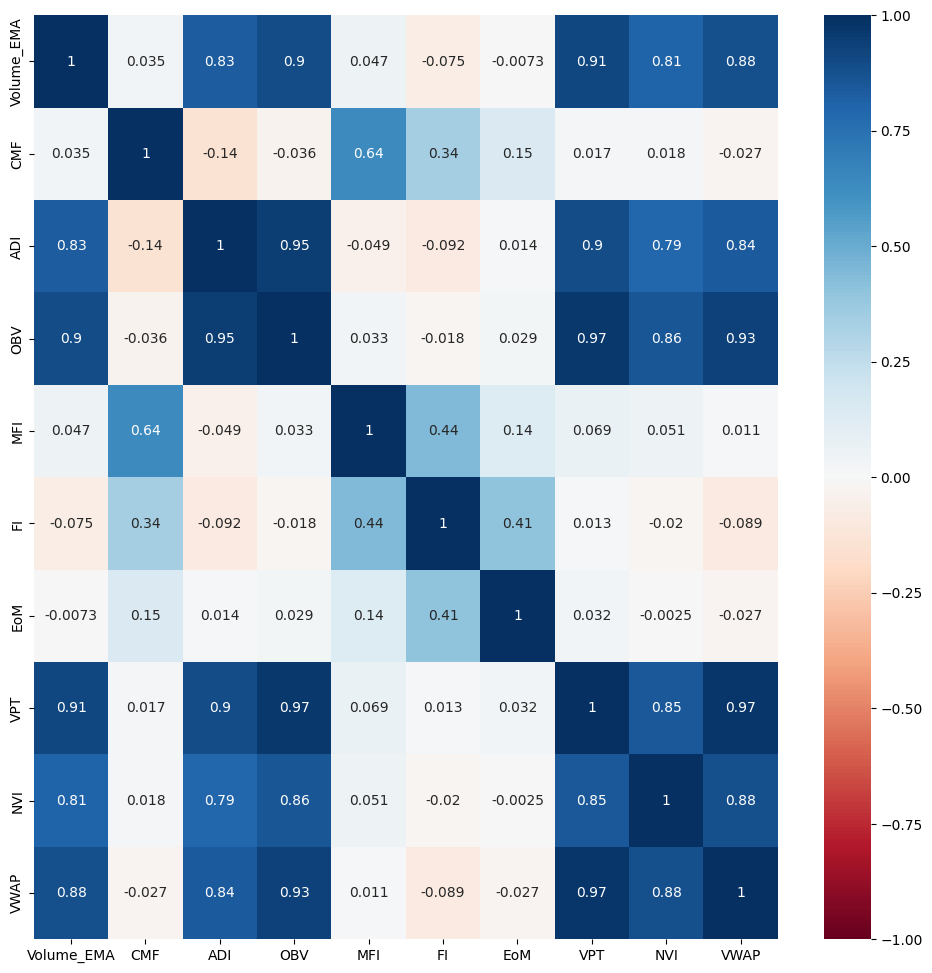 Volume_EMA 1 0.035 0.83 0.9 0.047 -0.075 -0.0073 0.91 0.81 0.88
CMF 0.035 1 -0.14 -0.036 0.64 0.34 0.15 0.017 0.018 -0.027
ADI 0.83 -0.14 1 0.95 -0.049 -0.092 0.014 0.9 0.79 0.84
OBV 0.9 -0.036 0.95 1 0.033 -0.018 0.029 0.97 0.86 0.93
MFI 0.047 0.64 -0.049 0.033 1 0.44 0.14 0.069 0.051 0.011
FI -0.075 0.34 -0.092 -0.018 0.44 1 0.41 0.013 -0.02 -0.089
EoM -0.0073 0.15 0.014 0.029 0.14 0.41 1 0.032 -0.0025 -0.027
VPT 0.91 0.017 0.9 0.97 0.069 0.013 0.032 1 0.85 0.97
NVI 0.81 0.018 0.79 0.86 0.051 -0.02 -0.0025 0.85 1 0.88
VWAP 0.88 -0.027 0.84 0.93 0.011 -0.089 -0.027 0.97 0.88 1
Volume_EMA CMF ADI OBV MFI FI EoM VPT NVI VWAP
1.00
0.75
0.50
0.25
0.00
−0.25
−0.50
−0.75
−1.00